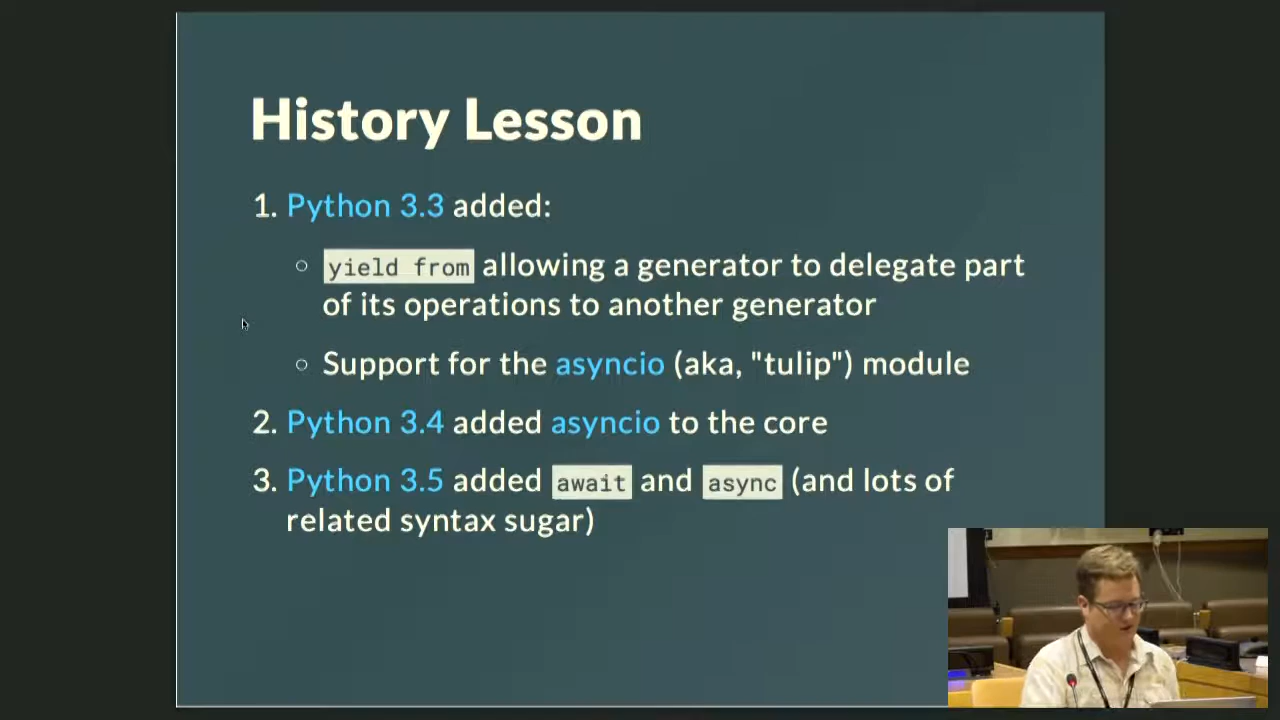 History Lesson
1. Python 3.3 added:
yield from allowing a generator to delegate part
of its operations to another generator
Support for the asyncio (aka, "tulip") module
2. Python 3.4 added asyncio to the core
3. Python 3.5 added await and async (and lots of
related syntax sugar)